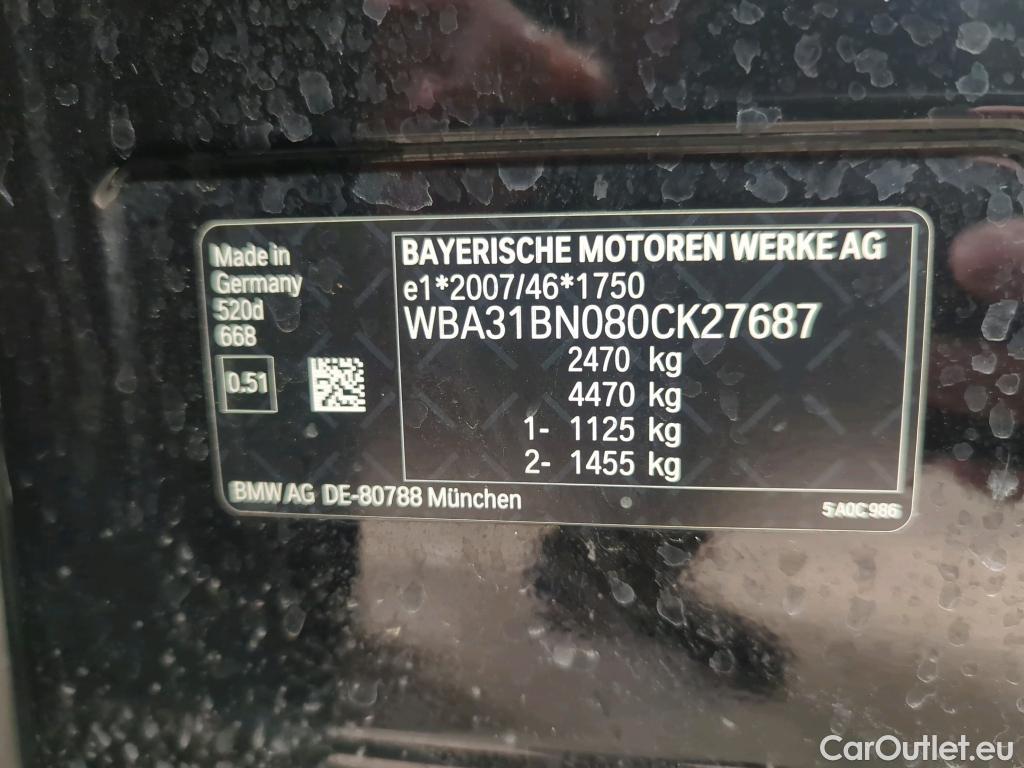 Made in
Germany
520d
668
0.51
BAYERISCHE MOTOREN WERKE AG
e1*2007/46*1750
WBA31BN080CK27687
2470 kg
4470 kg
1- 1125 kg
2- 1455 kg
BMW AG DE-80788 München
5A0C986
CarOutlet.eu